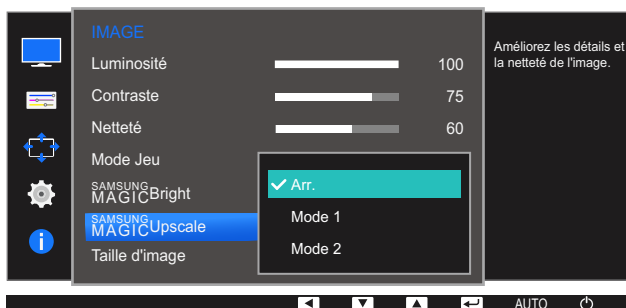 IMAGE
Luminosité 100
Contraste 75
Netteté 60
Mode Jeu
SAMSUNG MAGIC Bright
SAMSUNG MAGIC Upscale
Taille d'image
Arr.
Mode 1
Mode 2
Améliorez les détails et
la netteté de l'image.
AUTO